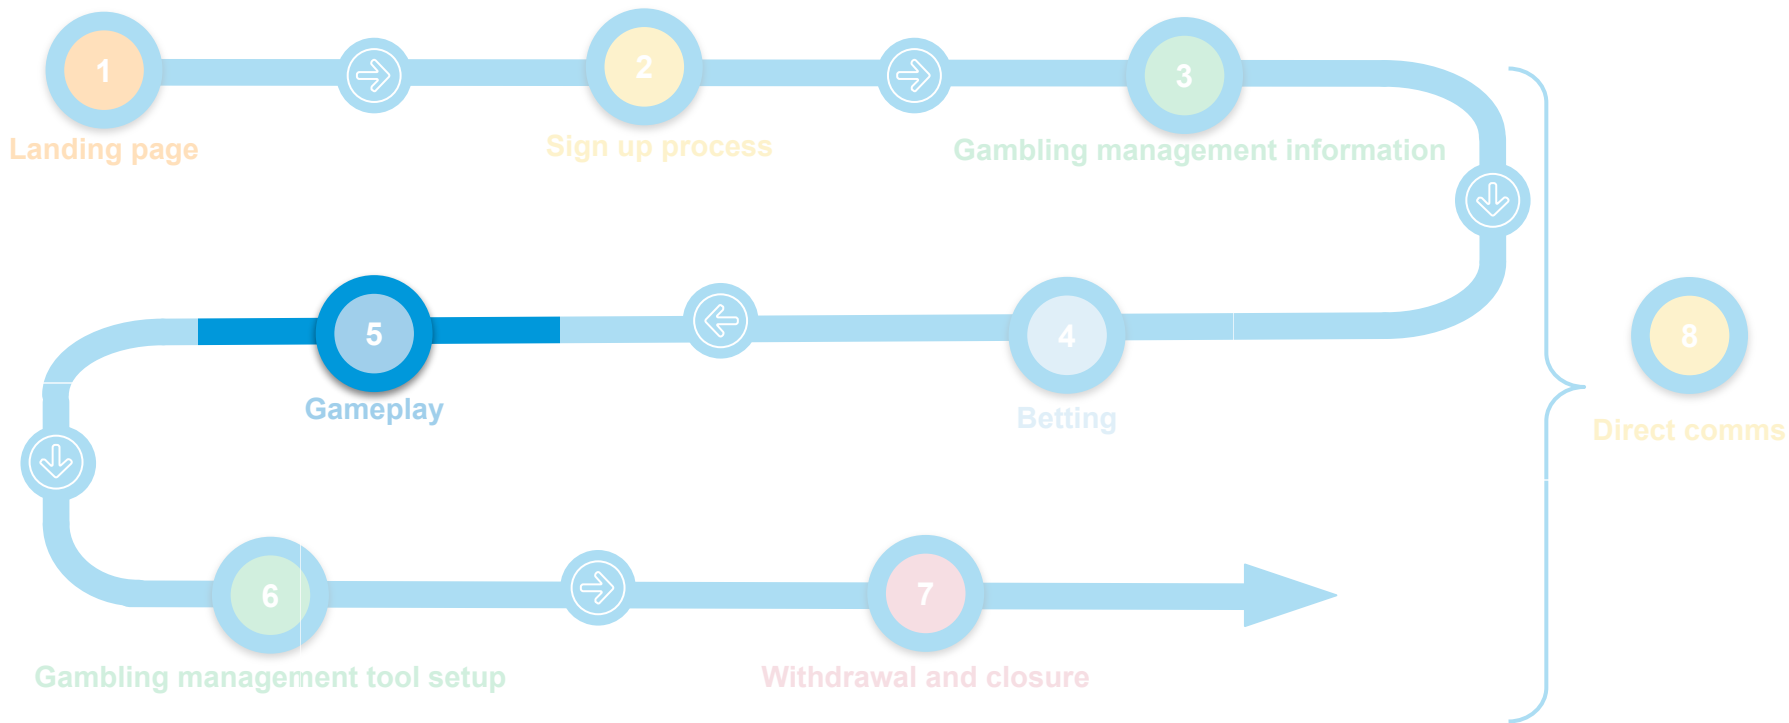 1
Landing page
2
Sign up process
3
Gambling management information
4
Betting
5
Gameplay
6
Gambling management tool setup
7
Withdrawal and closure
8
Direct comms